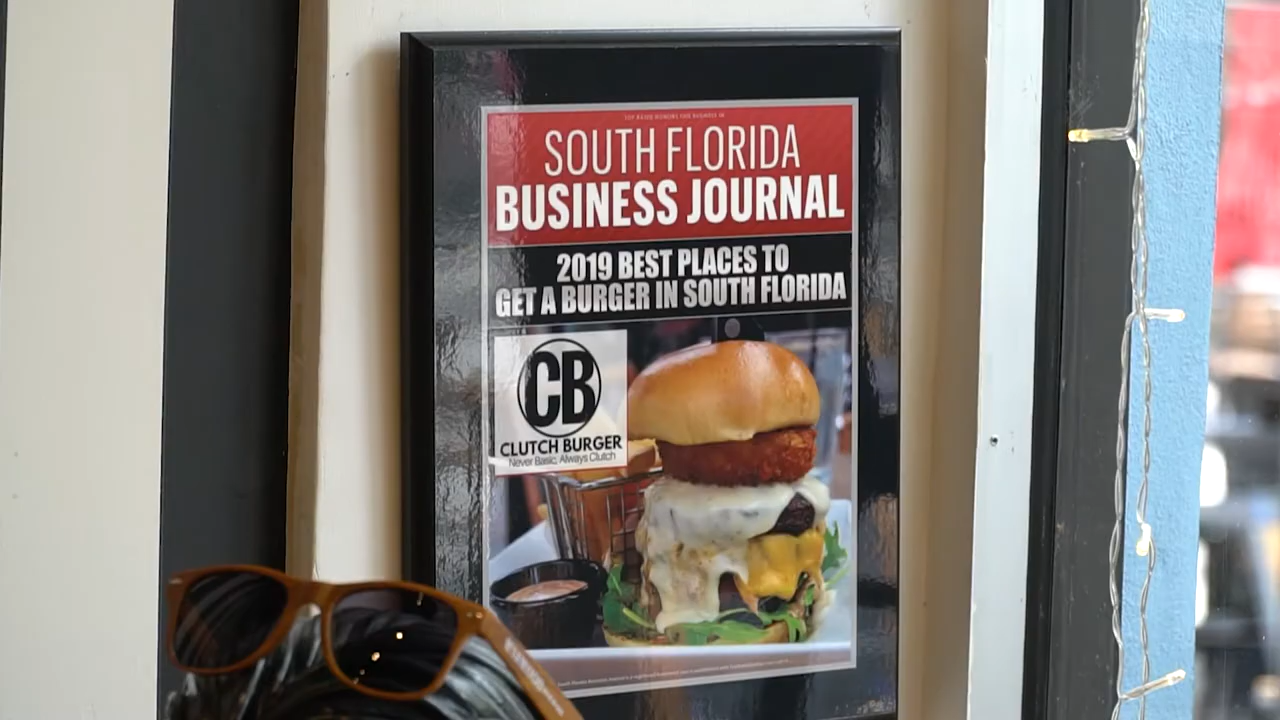 SOUTH FLORIDA
BUSINESS JOURNAL
2019 BEST PLACES TO
GET A BURGER IN SOUTH FLORIDA
CB
CLUTCH BURGER
Never Basic, Always Clutch